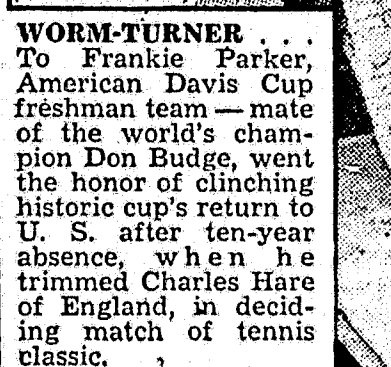 WORM-TURNER . . .
To Frankie Parker,
American Davis Cup
freshman team — mate
of the world's cham-
pion Don Budge, went
the honor of clinching
historic cup's return to
U. S. after ten-year
absence, when he
trimmed Charles Hare
of England, in decid-
ing match of tennis
classic.